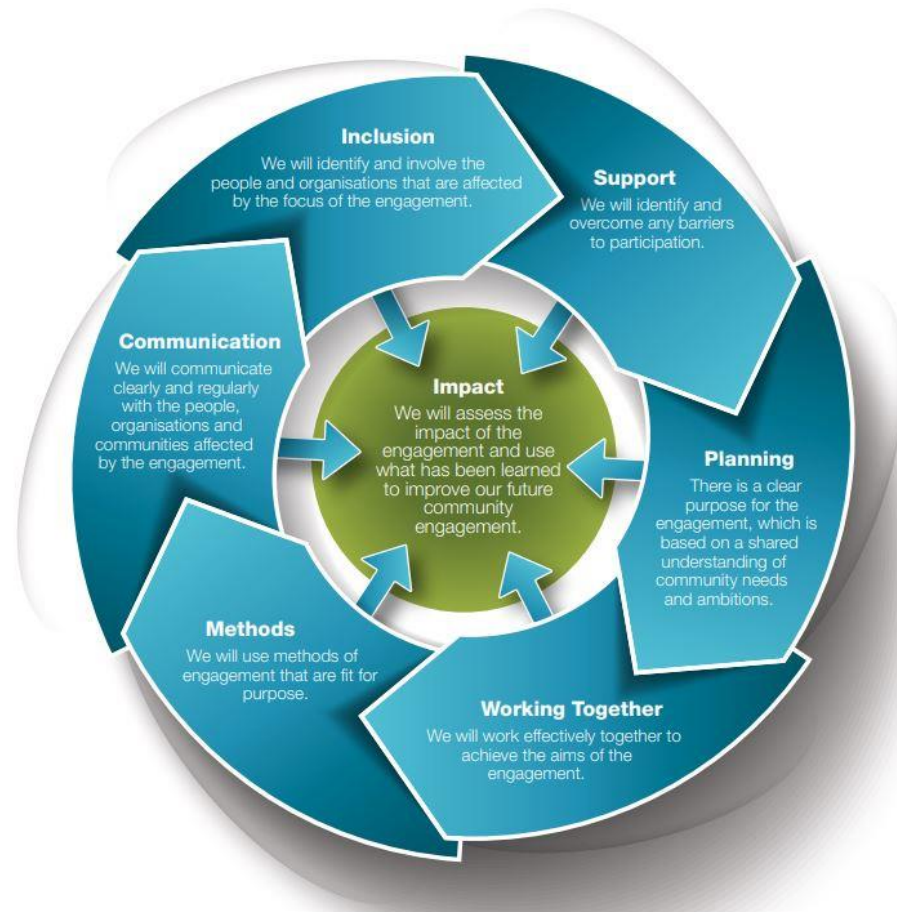 Inclusion
We will identify and involve the
people and organisations that are affected
by the focus of the engagement.
Support
We will identify and
overcome any barriers
to participation.
Planning
There is a clear
purpose for the
engagement, which is
based on a shared
understanding of
community needs
and ambitions.
Working Together
We will work effectively together to
achieve the aims of the
engagement.
Methods
We will use methods of
engagement that are fit for
purpose.
Communication
We will communicate
clearly and regularly
with the people,
organisations and
communities affected
by the engagement.
Impact
We will assess the
impact of the
engagement and use
what has been learned
to improve our future
community
engagement.